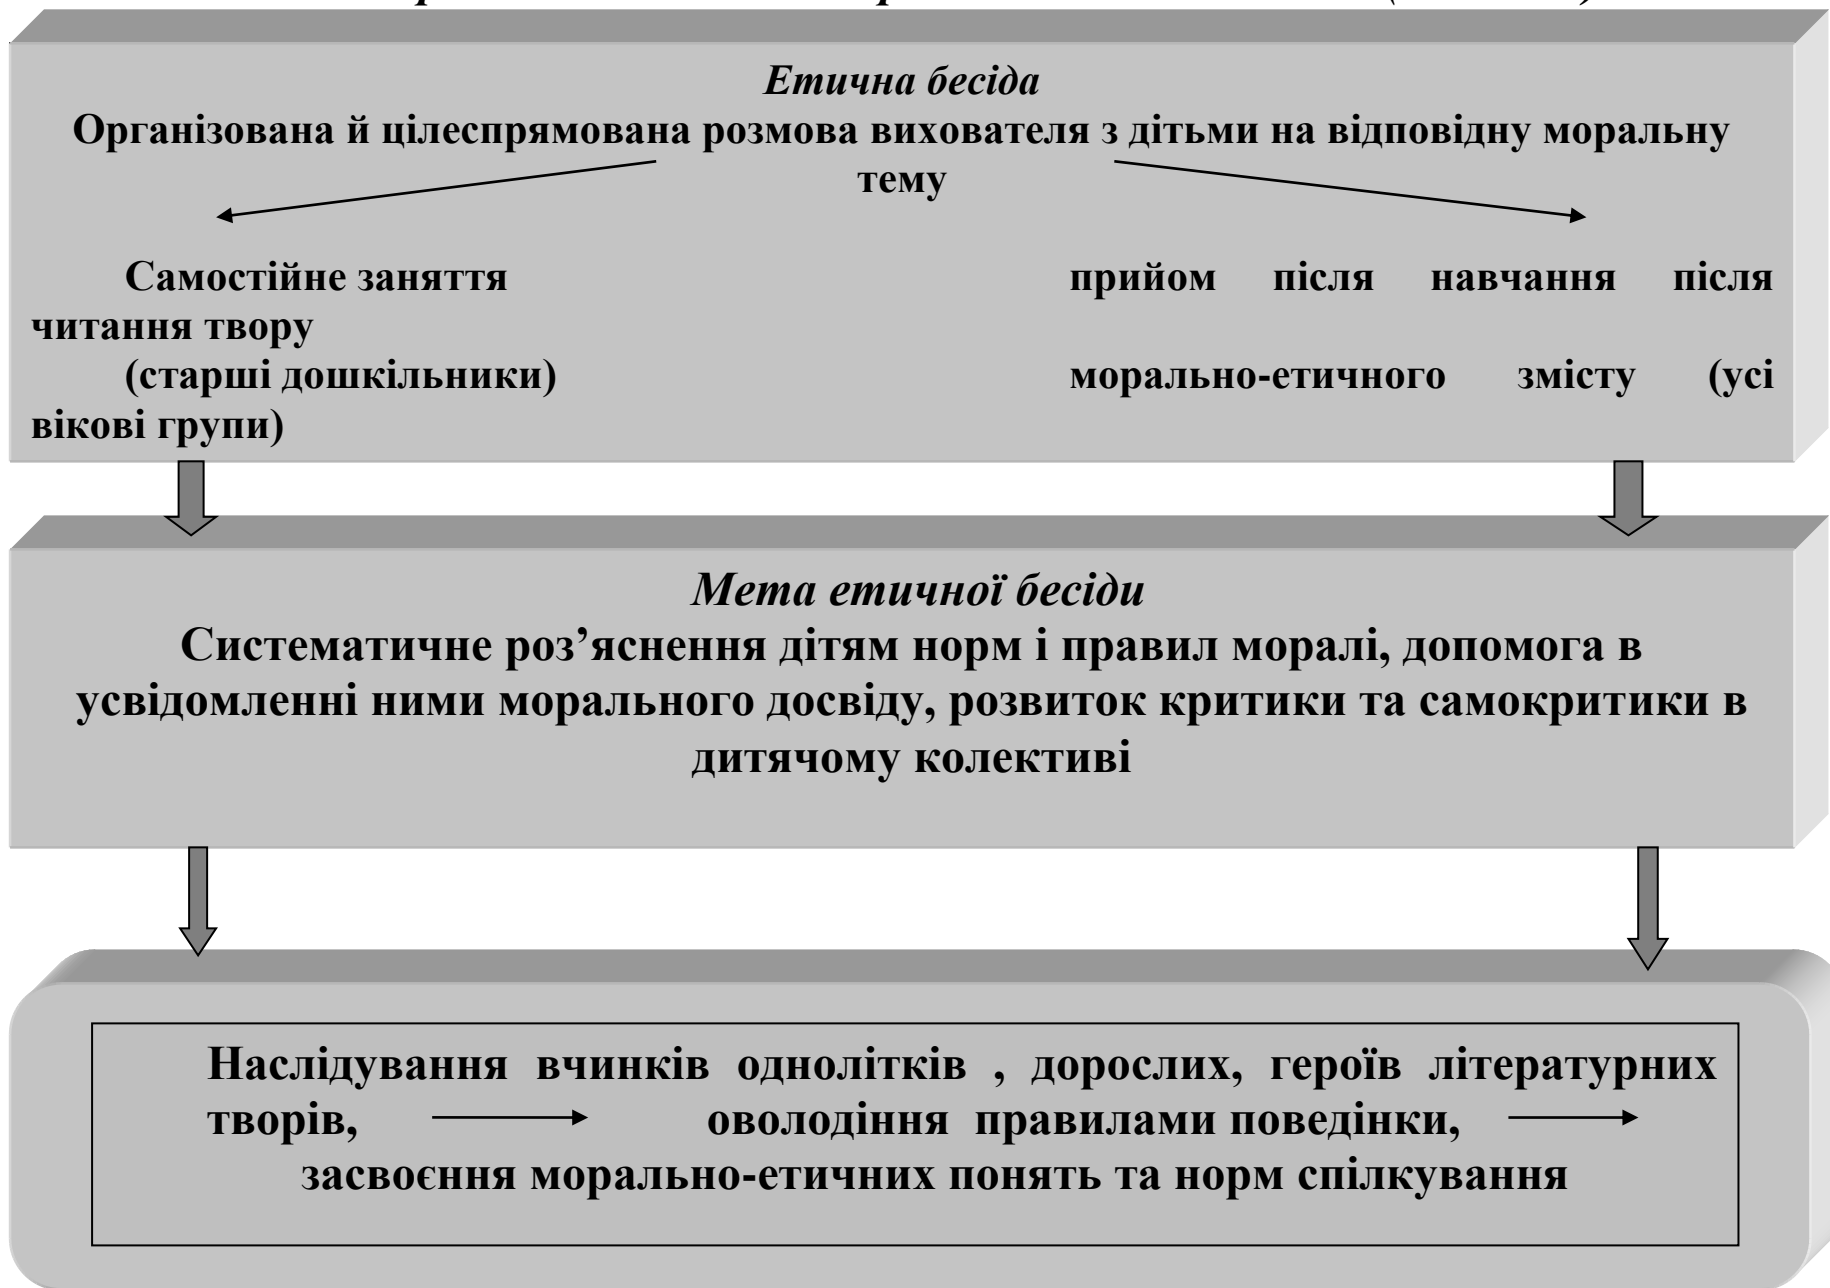 Етична бесіда
Організована й цілеспрямована розмова вихователя з дітьми на відповідну моральну
тему
Самостійне заняття прийом після навчання після
читання твору
(старші дошкільники) морально-етичного змісту (усі
вікові групи)
Мета етичної бесіди
Систематичне роз’яснення дітям норм і правил моралі, допомога в
усвідомленні ними морального досвіду, розвиток критики та самокритики в
дитячому колективі
Наслідування вчинків однолітків , дорослих, героїв літературних
творів, оволодіння правилами поведінки,
засвоєння морально-етичних понять та норм спілкування